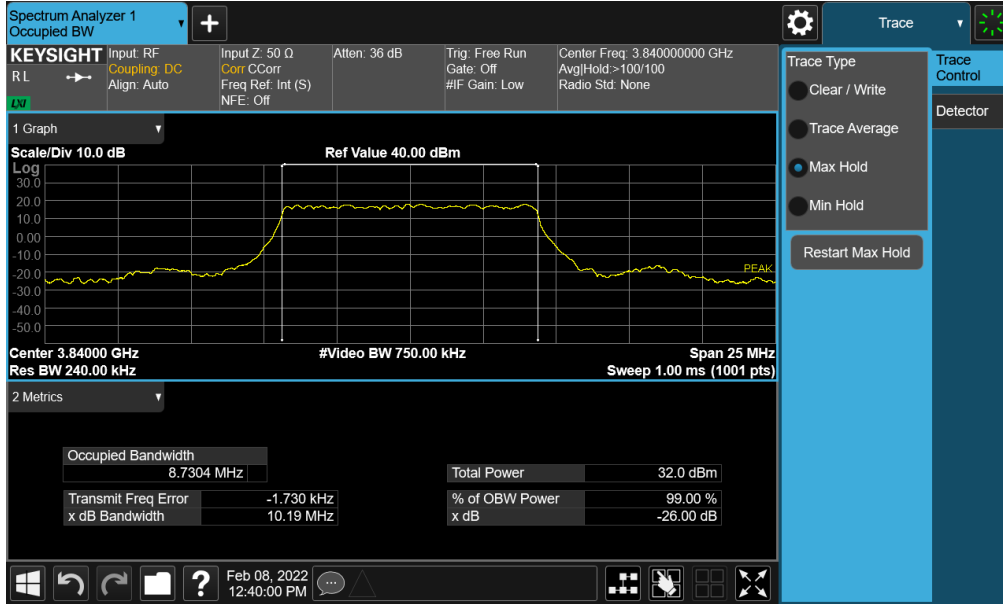 Spectrum Analyzer 1
Occupied BW
+
Trace
KEYSIGHT
R L
LXI
Input: RF
Coupling: DC
Align: Auto
Input Z: 50 Ω
Corr CCorr
Freq Ref: Int (S)
NFE: Off
Atten: 36 dB
Trig: Free Run
Gate: Off
#IF Gain: Low
Center Freq: 3.840000000 GHz
Avg|Hold:>100/100
Radio Std: None
Trace Type
Clear / Write
Trace Average
Max Hold
Min Hold
Restart Max Hold
Trace
Control
Detector
1 Graph
Scale/Div 10.0 dB
Ref Value 40.00 dBm
Log
30.0
20.0
10.0
0.00
-10.0
-20.0
-30.0
-40.0
-50.0
PEAK
Center 3.84000 GHz
#Video BW 750.00 kHz
Span 25 MHz
Res BW 240.00 kHz
Sweep 1.00 ms (1001 pts)
2 Metrics
Occupied Bandwidth
8.7304 MHz
Total Power 32.0 dBm
Transmit Freq Error -1.730 kHz
% of OBW Power 99.00 %
x dB Bandwidth 10.19 MHz
x dB -26.00 dB
?
Feb 08, 2022
12:40:00 PM